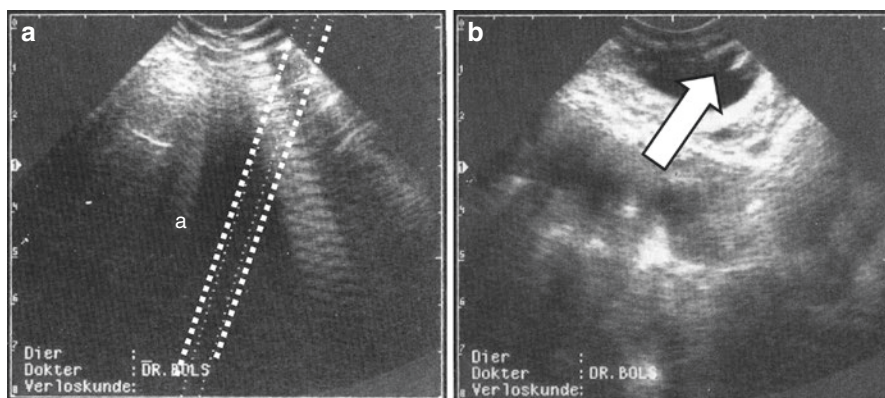 a
a
Dier :
Dokter : DR.BOLS
Verloskunde:
b
Dier :
Dokter : DR.BOLS
Verloskunde: